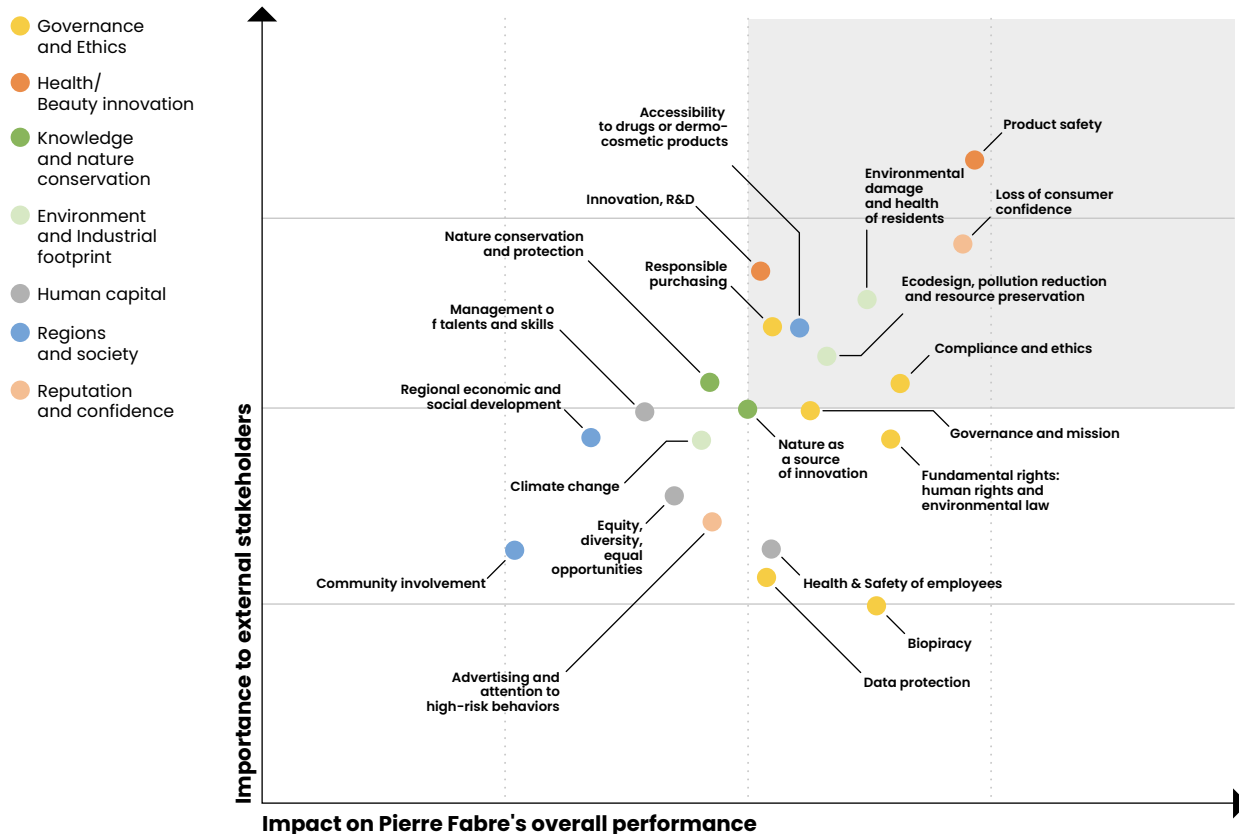 Governance
and Ethics
Health/
Beauty innovation
Knowledge
and nature
conservation
Environment
and Industrial
footprint
Human capital
Regions
and society
Reputation
and confidence
Importance to external stakeholders
Impact on Pierre Fabre's overall performance
Accessibility
to drugs or dermo-
cosmetic products
Product safety
Environmental
damage
and health
of residents
Loss of consumer
confidence
Innovation, R&D
Nature conservation
and protection
Responsible
purchasing
Ecodesign, pollution reduction
and resource preservation
Management o
f talents and skills
Compliance and ethics
Regional economic and
social development
Governance and mission
Nature as
a source
of innovation
Fundamental rights:
human rights and
environmental law
Climate change
Equity,
diversity,
equal
opportunities
Community involvement
Health & Safety of employees
Biopiracy
Data protection
Advertising and
attention to
high-risk behaviors